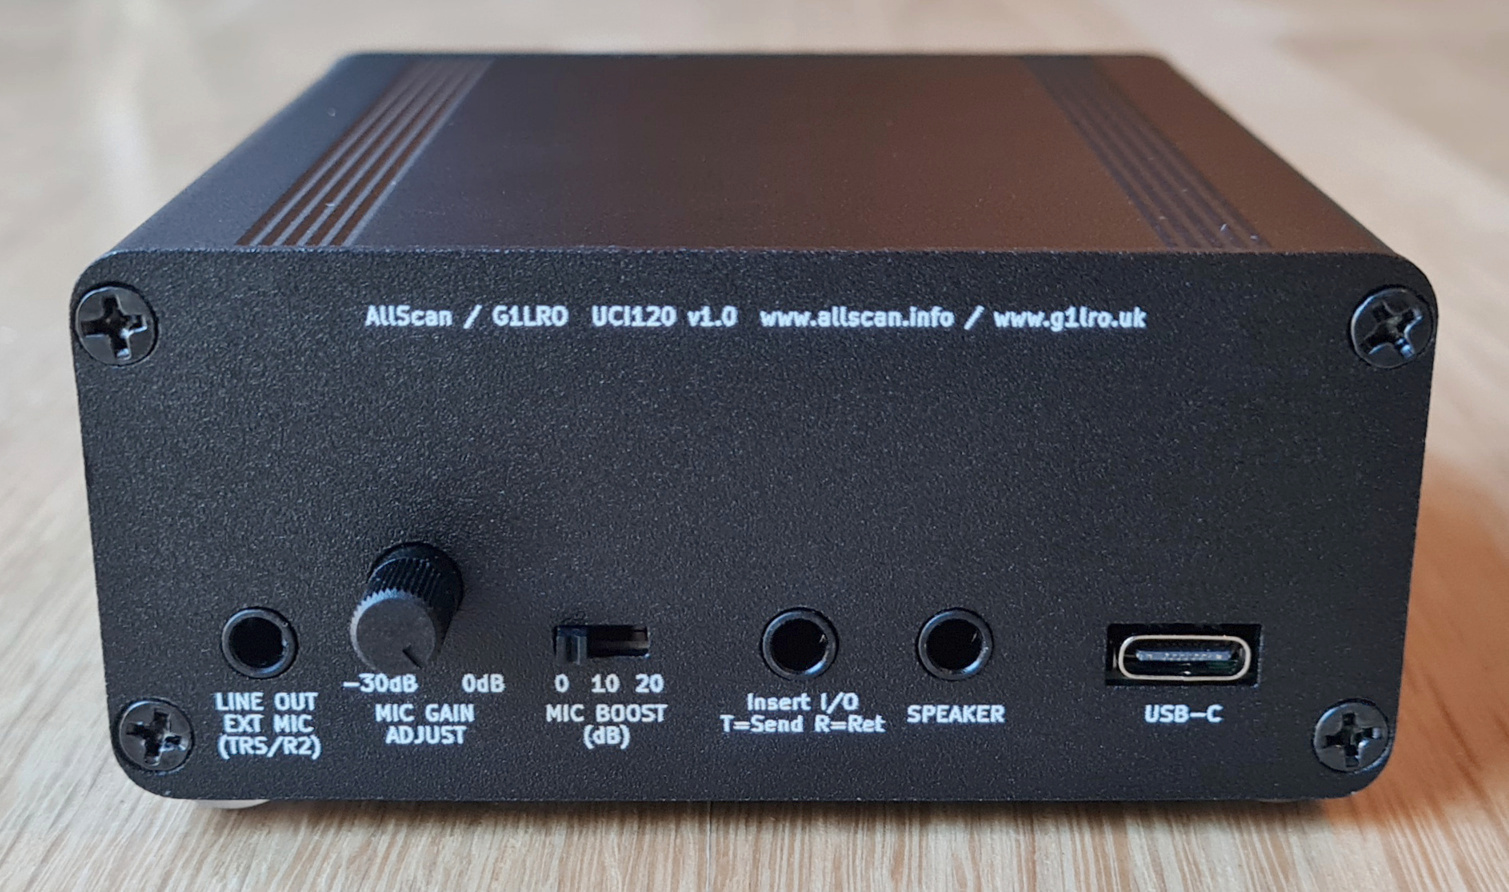 AllScan / G1LRO UCI120 v1.0 www.allscan.info / www.g1lro.uk
LINE OUT
EXT MIC
(TRS/R2)
-30dB 0dB
MIC GAIN
ADJUST
0 10 20
MIC BOOST
(dB)
Insert I/O
T=Send R=Ret
SPEAKER
USB-C